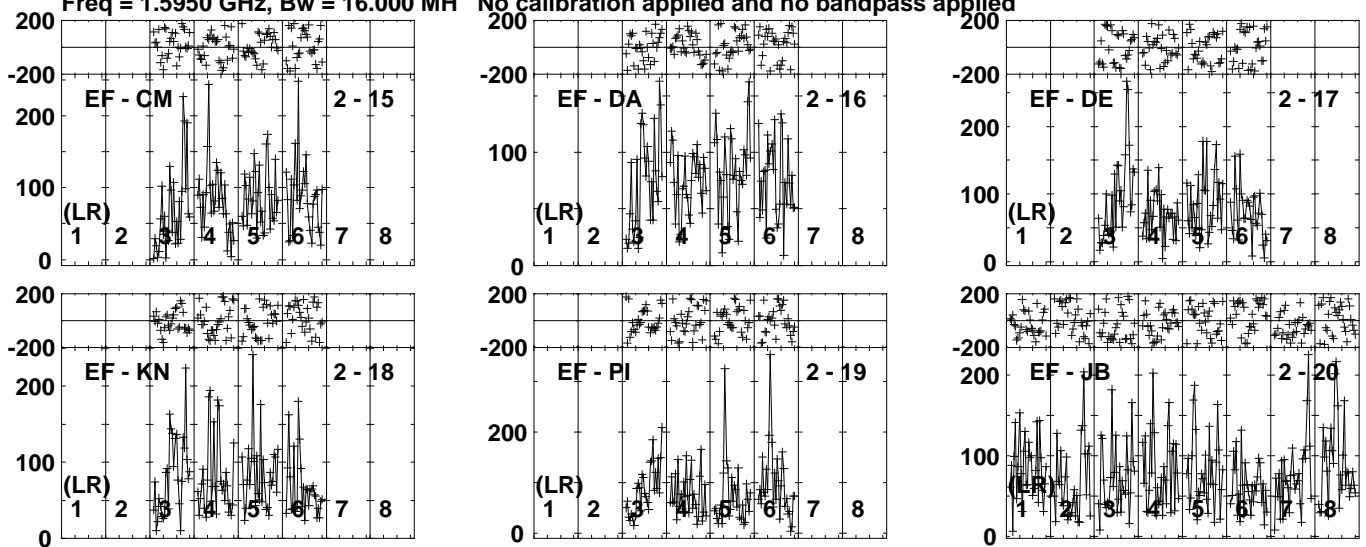 Freq = 1.5950 GHz, Bw = 16.000 MH No calibration applied and no bandpass applied
200
-200
EF - CM 2 - 15
200
100
0
(LR)
1 2 3 4 5 6 7 8
200
-200
EF - DA 2 - 16
100
0
(LR)
1 2 3 4 5 6 7 8
200
-200
EF - DE 2 - 17
200
100
0
(LR)
1 2 3 4 5 6 7 8
200
-200
EF - KN 2 - 18
200
100
0
(LR)
1 2 3 4 5 6 7 8
200
-200
EF - PI 2 - 19
200
0
(LR)
1 2 3 4 5 6 7 8
200
-200
EF - JB 2 - 20
200
100
0
(LR)
1 2 3 4 5 6 7 8